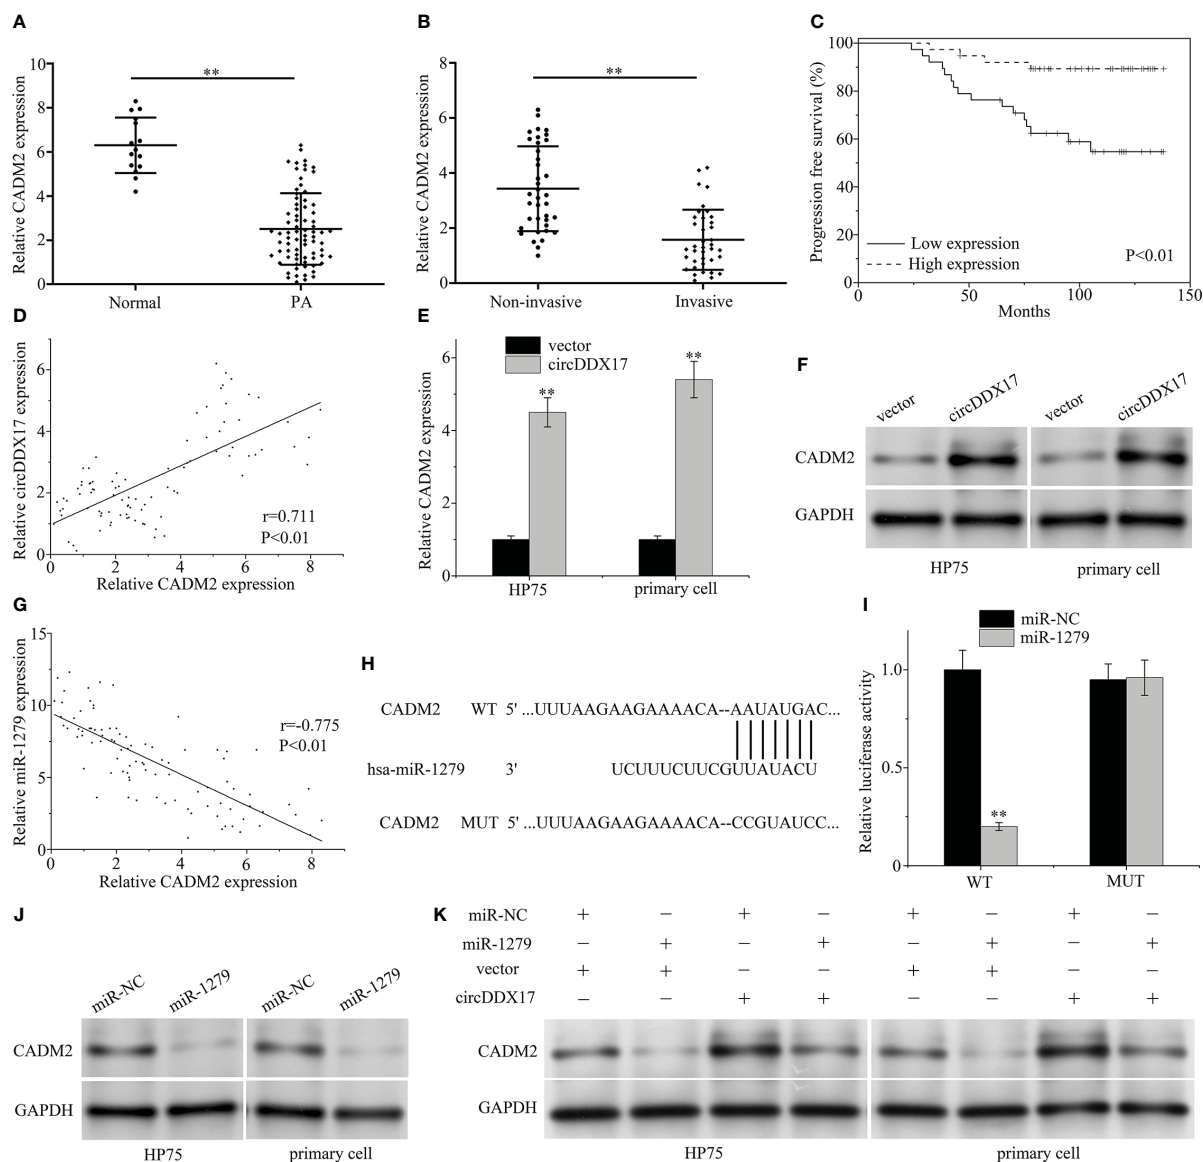 A
Relative CADM2 expression
10
8
6
4
2
0
**
Normal
PA
B
Relative CADM2 expression
8
6
4
2
0
**
Non-invasive
Invasive
C
Progression free survival (%)
100
80
60
40
20
0
Low expression
High expression
P<0.01
0
50
100
150
Months
D
Relative circDDX17 expression
6
4
2
0
r=0.711
P<0.01
0
2
4
6
8
Relative CADM2 expression
E
Relative CADM2 expression
6
4
2
0
vector
circDDX17
**
**
HP75
primary cell
F
vector
circDDX17
vector
circDDX17
CADM2
GAPDH
HP75
primary cell
G
Relative miR-1279 expression
15
10
5
0
r=-0.775
P<0.01
0
2
4
6
8
Relative CADM2 expression
H
CADM2 WT 5' ...UUUAAGAAGAAAACA--AAUAUGAC...
hsa-miR-1279 3' UCUUUCUUCGUUAUACU
CADM2 MUT 5' ...UUUAAGAAGAAAACA--CCGUAUCC...
I
Relative luciferase activity
1.0
0.5
0
miR-NC
miR-1279
**
WT
MUT
J
miR-NC
miR-1279
miR-NC
miR-1279
CADM2
GAPDH
HP75
primary cell
K
miR-NC + − + − + − + −
miR-1279 − + − + − + − +
vector + + − − + + − −
circDDX17 − − + + − − + +
CADM2
GAPDH
HP75
primary cell